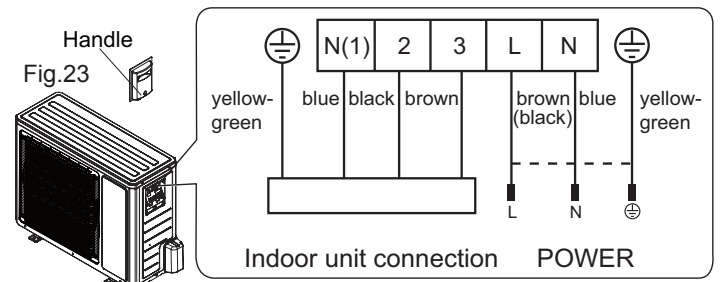 Handle
Fig.23
N(1) 2 3 L N
yellow-
green
blue black brown
brown
(black)
blue
yellow-
green
L N
Indoor unit connection POWER